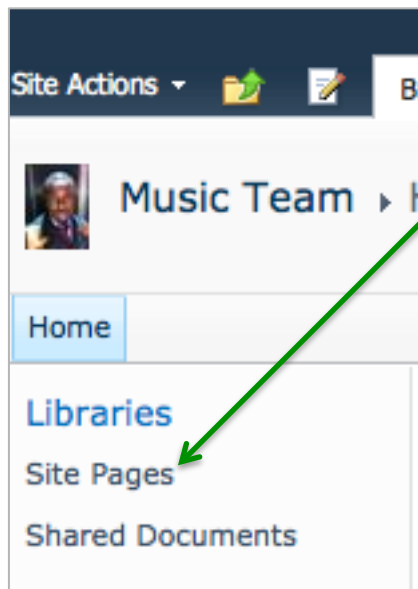 Site Actions
Music Team
Home
Libraries
Site Pages
Shared Documents